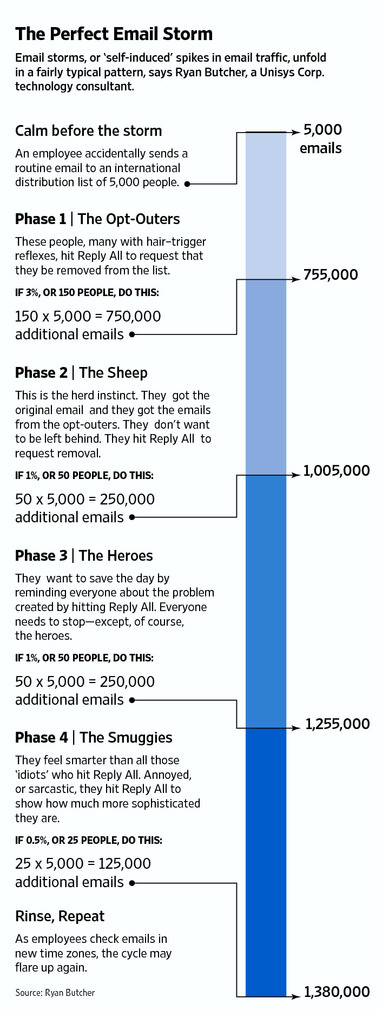 The Perfect Email Storm
Email storms, or 'self-induced' spikes in email traffic, unfold
in a fairly typical pattern, says Ryan Butcher, a Unisys Corp.
technology consultant.
Calm before the storm
An employee accidentally sends a
routine email to an international
distribution list of 5,000 people.
5,000
emails
Phase 1 | The Opt-Outers
These people, many with hair-trigger
reflexes, hit Reply All to request that
they be removed from the list.
IF 3%, OR 150 PEOPLE, DO THIS:
150 x 5,000 = 750,000
additional emails
755,000
Phase 2 | The Sheep
This is the herd instinct. They got the
original email and they got the emails
from the opt-outers. They don't want
to be left behind. They hit Reply All to
request removal.
IF 1%, OR 50 PEOPLE, DO THIS:
50 x 5,000 = 250,000
additional emails
1,005,000
Phase 3 | The Heroes
They want to save the day by
reminding everyone about the problem
created by hitting Reply All. Everyone
needs to stop—except, of course,
the heroes.
IF 1%, OR 50 PEOPLE, DO THIS:
50 x 5,000 = 250,000
additional emails
1,255,000
Phase 4 | The Smuggies
They feel smarter than all those
'idiots' who hit Reply All. Annoyed,
or sarcastic, they hit Reply All to
show how much more sophisticated
they are.
IF 0.5%, OR 25 PEOPLE, DO THIS:
25 x 5,000 = 125,000
additional emails
Rinse, Repeat
As employees check emails in
new time zones, the cycle may
flare up again.
1,380,000
Source: Ryan Butcher